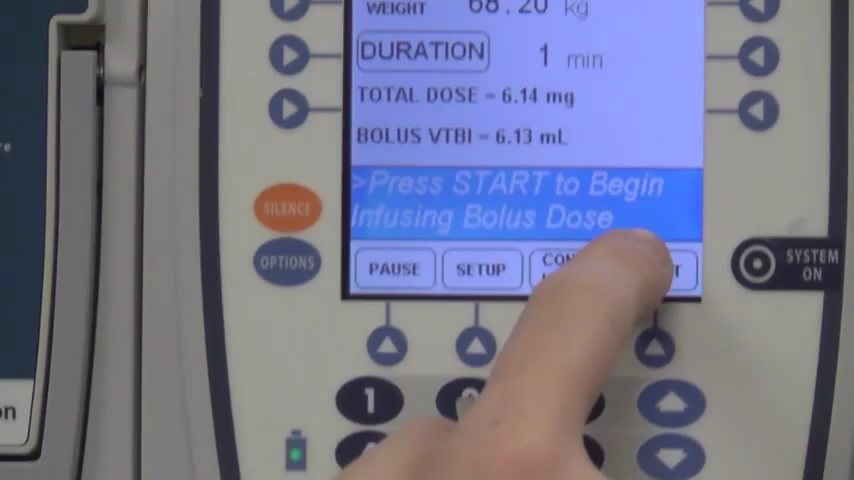 WEIGHT 68.20 kg
DURATION 1 min
TOTAL DOSE = 6.14 mg
BOLUS VTBI = 6.13 mL
>Press START to Begin
Infusing Bolus Dose
SILENCE
OPTIONS
PAUSE SETUP
SYSTEM
ON
1